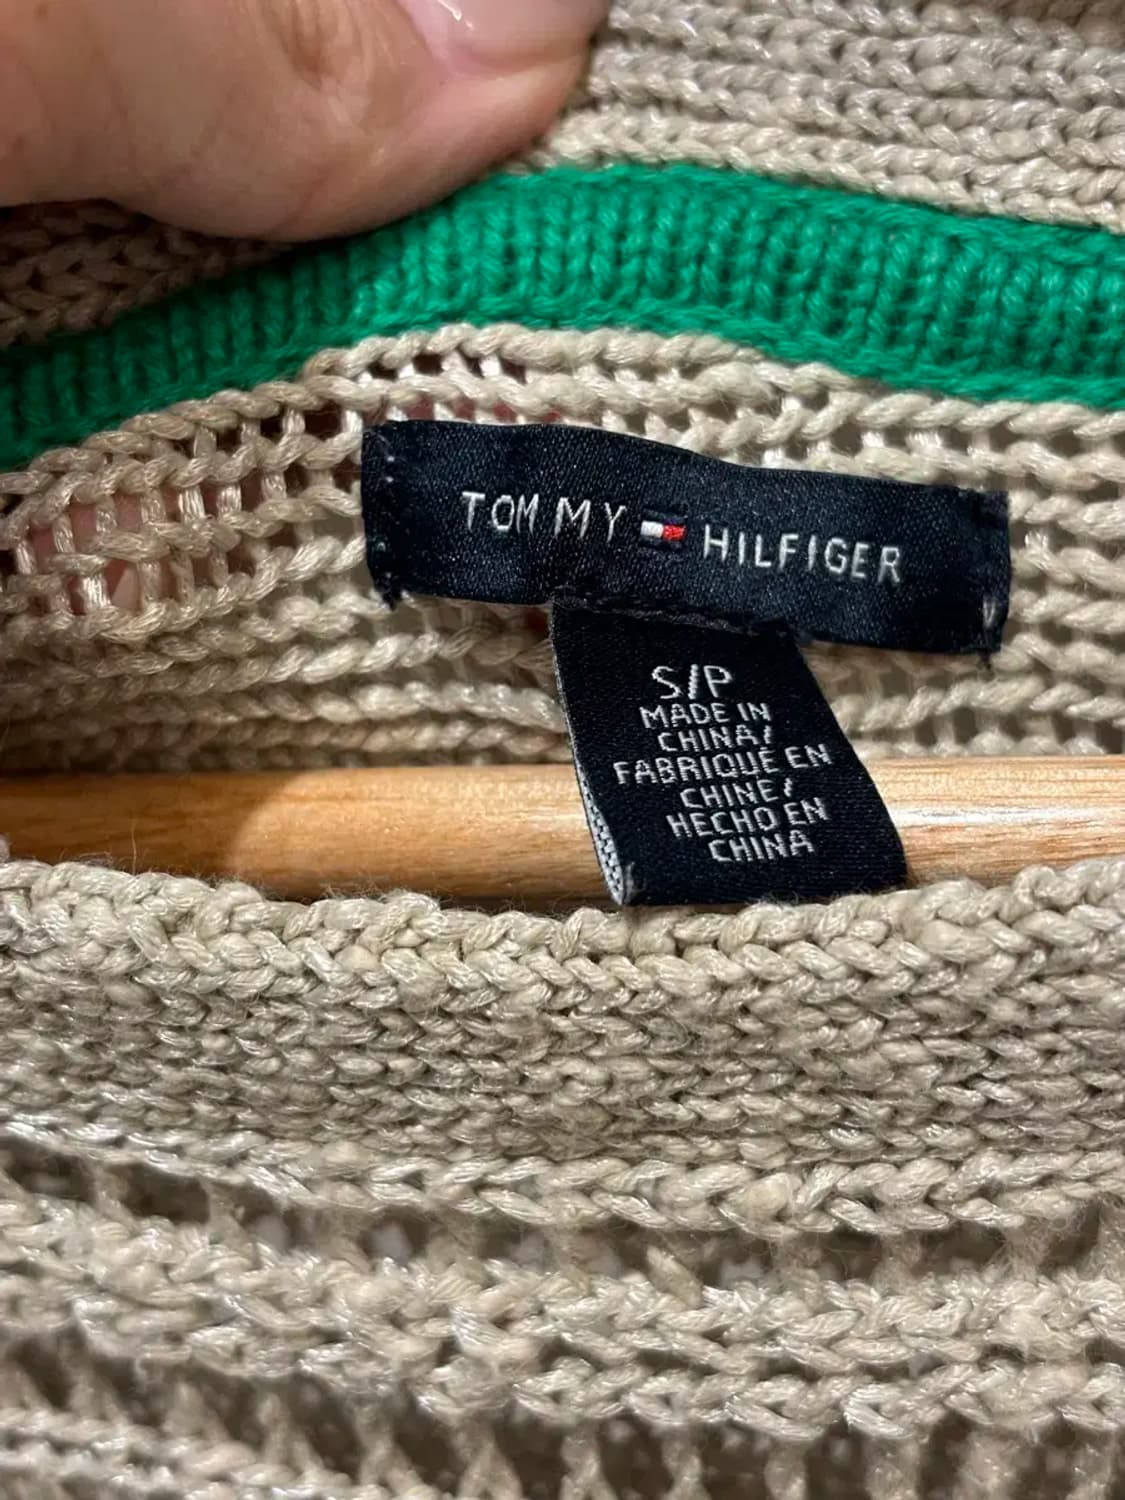 TOMMY HILFIGER
S/P
MADE IN
CHINA/
FABRIQUÉ EN
CHINE/
HECHO EN
CHINA